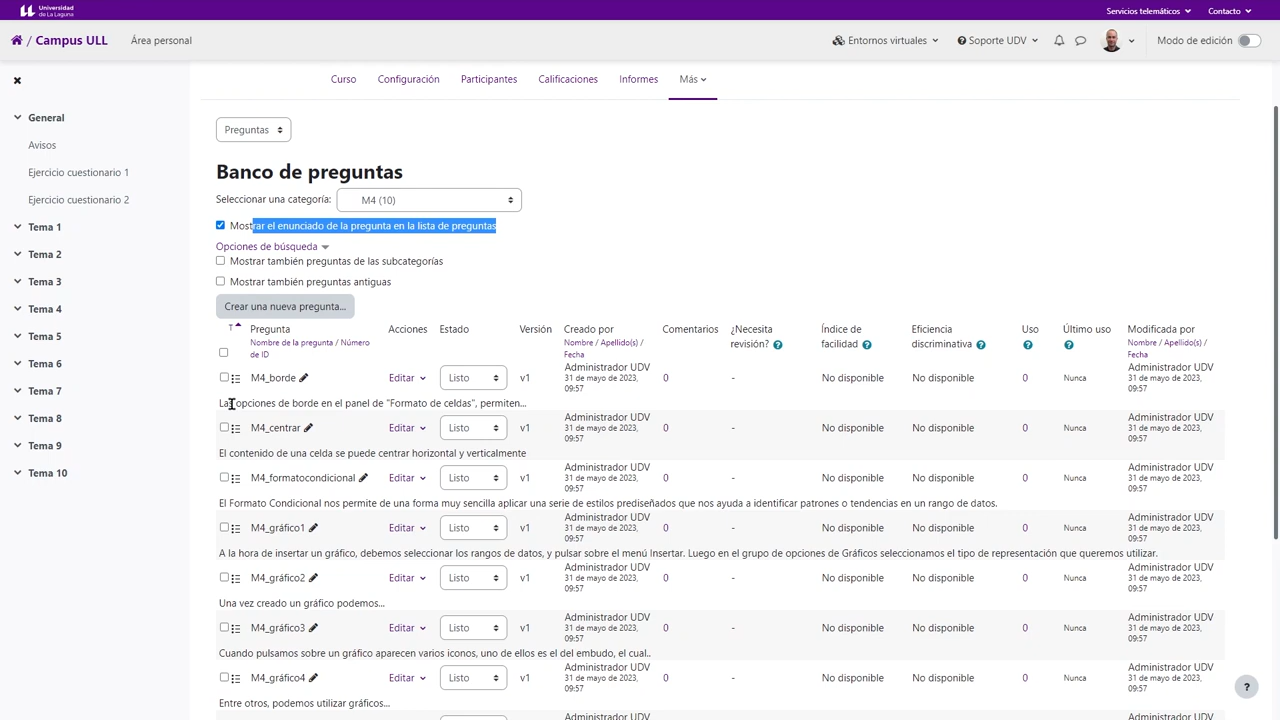 Universidad
de La Laguna
Servicios telemáticos
Contacto
/ Campus ULL
Área personal
Entornos virtuales
Soporte UDV
Modo de edición
General
Avisos
Ejercicio cuestionario 1
Ejercicio cuestionario 2
Tema 1
Tema 2
Tema 3
Tema 4
Tema 5
Tema 6
Tema 7
Tema 8
Tema 9
Tema 10
Curso
Configuración
Participantes
Calificaciones
Informes
Más
Preguntas
Banco de preguntas
Seleccionar una categoría:
M4 (10)
Mostrar el enunciado de la pregunta en la lista de preguntas
Opciones de búsqueda
Mostrar también preguntas de las subcategorías
Mostrar también preguntas antiguas
Crear una nueva pregunta...
T Pregunta Acciones Estado Versión Creado por Comentarios ¿Necesita revisión? Índice de facilidad Eficiencia discriminativa Uso Último uso Modificada por
Nombre de la pregunta / Número de ID
Nombre / Apellido(s) / Fecha
Nombre / Apellido(s) / Fecha
M4_borde Editar Listo v1 Administrador UDV 31 de mayo de 2023, 09:57 0 - No disponible No disponible 0 Nunca Administrador UDV 31 de mayo de 2023, 09:57
Las opciones de borde en el panel de "Formato de celdas", permiten...
M4_centrar Editar Listo v1 Administrador UDV 31 de mayo de 2023, 09:57 0 - No disponible No disponible 0 Nunca Administrador UDV 31 de mayo de 2023, 09:57
El contenido de una celda se puede centrar horizontal y verticalmente
M4_formatocondicional Editar Listo v1 Administrador UDV 31 de mayo de 2023, 09:57 0 - No disponible No disponible 0 Nunca Administrador UDV 31 de mayo de 2023, 09:57
El Formato Condicional nos permite de una forma muy sencilla aplicar una serie de estilos prediseñados que nos ayuda a identificar patrones o tendencias en un rango de datos.
M4_gráfico1 Editar Listo v1 Administrador UDV 31 de mayo de 2023, 09:57 0 - No disponible No disponible 0 Nunca Administrador UDV 31 de mayo de 2023, 09:57
A la hora de insertar un gráfico, debemos seleccionar los rangos de datos, y pulsar sobre el menú Insertar. Luego en el grupo de opciones de Gráficos seleccionamos el tipo de representación que queremos utilizar.
M4_gráfico2 Editar Listo v1 Administrador UDV 31 de mayo de 2023, 09:57 0 - No disponible No disponible 0 Nunca Administrador UDV 31 de mayo de 2023, 09:57
Una vez creado un gráfico podemos...
M4_gráfico3 Editar Listo v1 Administrador UDV 31 de mayo de 2023, 09:57 0 - No disponible No disponible 0 Nunca Administrador UDV 31 de mayo de 2023, 09:57
Cuando pulsamos sobre un gráfico aparecen varios iconos, uno de ellos es el del embudo, el cual..
M4_gráfico4 Editar Listo v1 Administrador UDV 31 de mayo de 2023, 09:57 0 - No disponible No disponible 0 Nunca Administrador UDV 31 de mayo de 2023, 09:57
Entre otros, podemos utilizar gráficos...
Administrador UDV Administrador UDV